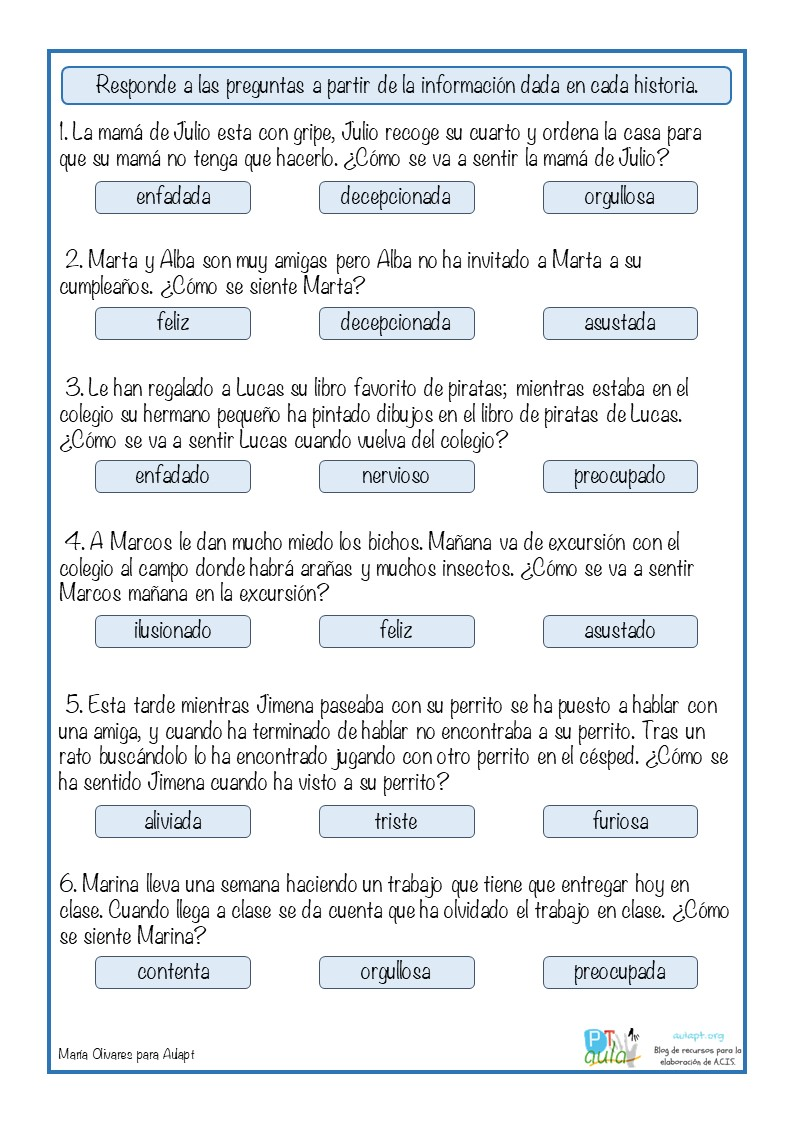 Responde a las preguntas a partir de la información dada en cada historia.
1. La mamá de Julio esta con gripe, Julio recoge su cuarto y ordena la casa para
que su mamá no tenga que hacerlo. ¿Cómo se va a sentir la mamá de Julio?
enfadada decepcionada orgullosa
2. Marta y Alba son muy amigas pero Alba no ha invitado a Marta a su
cumpleaños. ¿Cómo se siente Marta?
feliz decepcionada asustada
3. Le han regalado a Lucas su libro favorito de piratas; mientras estaba en el
colegio su hermano pequeño ha pintado dibujos en el libro de piratas de Lucas.
¿Cómo se va a sentir Lucas cuando vuelva del colegio?
enfadado nervioso preocupado
4. A Marcos le dan mucho miedo los bichos. Mañana va de excursión con el
colegio al campo donde habrá arañas y muchos insectos. ¿Cómo se va a sentir
Marcos mañana en la excursión?
ilusionado feliz asustado
5. Esta tarde mientras Jimena paseaba con su perrito se ha puesto a hablar con
una amiga, y cuando ha terminado de hablar no encontraba a su perrito. Tras un
rato buscándolo lo ha encontrado jugando con otro perrito en el césped. ¿Cómo se
ha sentido Jimena cuando ha visto a su perrito?
aliviada triste furiosa
6. Marina lleva una semana haciendo un trabajo que tiene que entregar hoy en
clase. Cuando llega a clase se da cuenta que ha olvidado el trabajo en clase. ¿Cómo
se siente Marina?
contenta orgullosa preocupada
María Olivares para Aulapt
PT
aula
aulapt.org
Blog de recursos para la
elaboración de A.C.I.S.